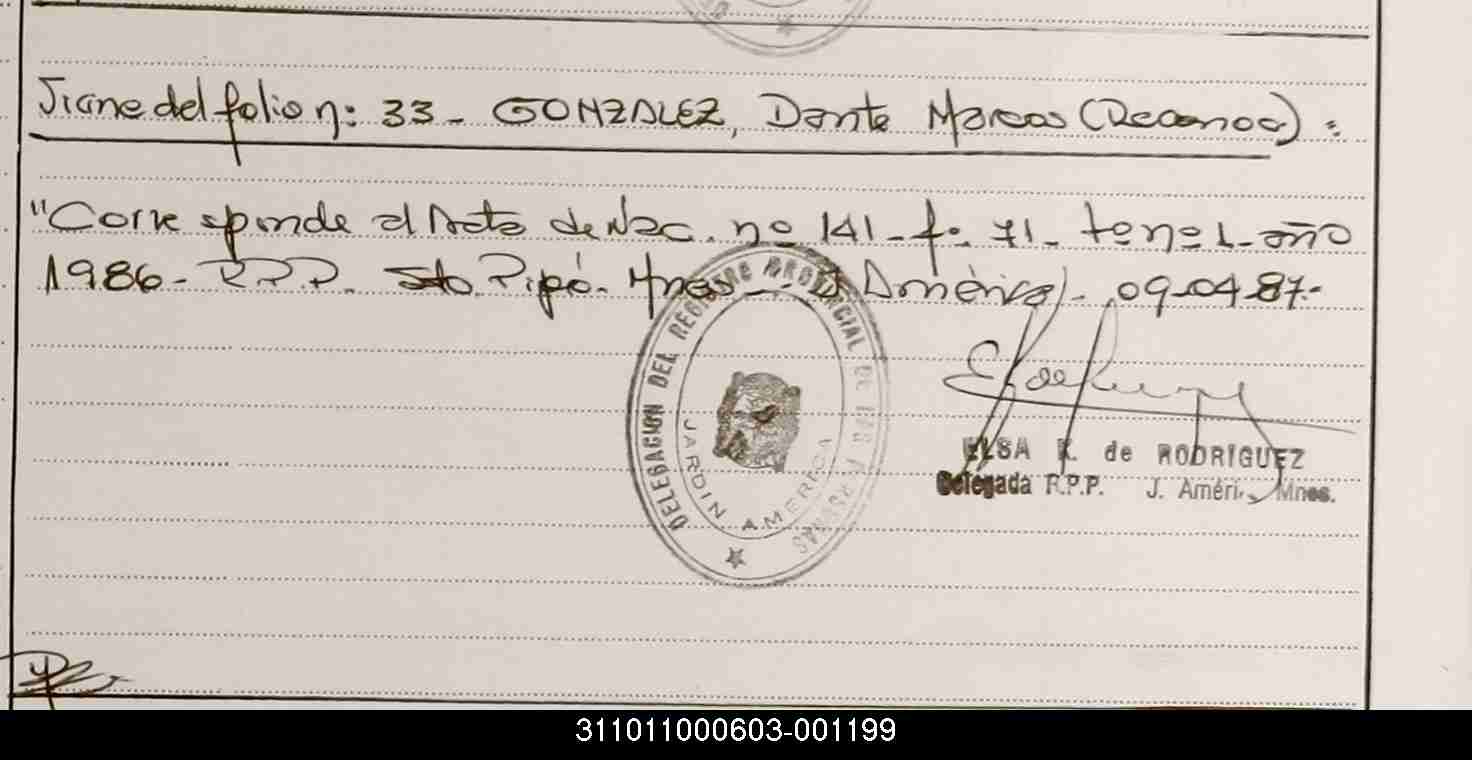 Viene del folio nº: 33 - GONZALEZ, Dante Marcos (Reconoc) :
"Corresponde al Acta de Nac. nº 141 - fº. 71 - tº nº 1 - año
1986 - R.P.P. Sto. Pipó. Mnes - J. América) - 09-04-87.-
DELEGACION DEL REGISTRO PROVINCIAL DE LAS PERSONAS
JARDIN AMERICA
ELSA K. de RODRIGUEZ
Delegada R.P.P. J. Améri. Mnes.
311011000603-001199